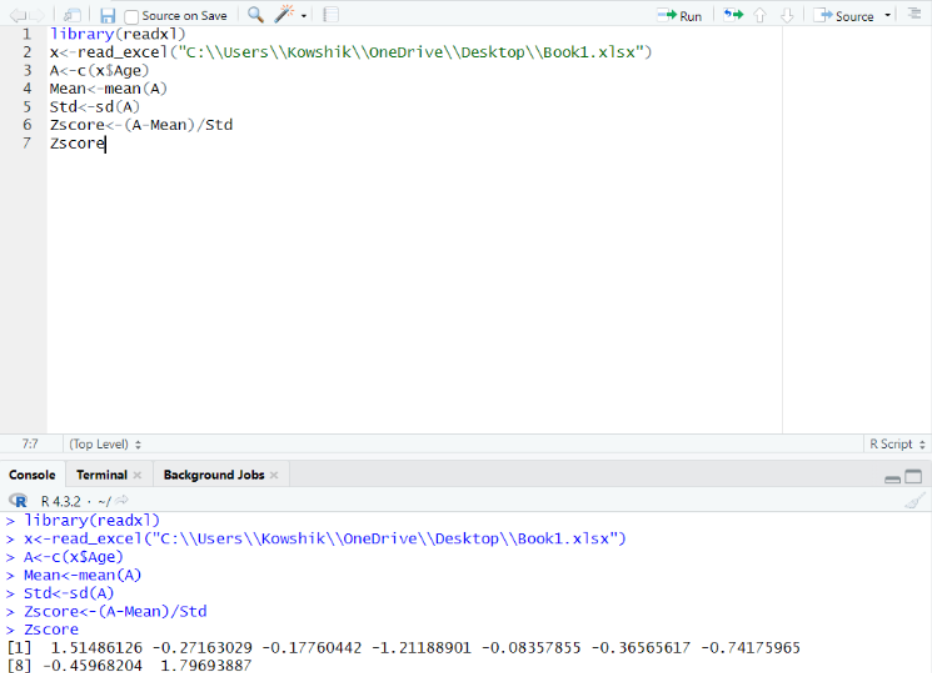 Source on Save
Run
Source
1 library(readxl)
2 x<-read_excel("C:\\Users\\Kowshik\\OneDrive\\Desktop\\Book1.xlsx")
3 A<-c(x$Age)
4 Mean<-mean(A)
5 Std<-sd(A)
6 Zscore<-(A-Mean)/Std
7 Zscore
7:7 (Top Level) R Script
Console Terminal Background Jobs
R R 4.3.2 · ~/
> library(readxl)
> x<-read_excel("C:\\Users\\Kowshik\\OneDrive\\Desktop\\Book1.xlsx")
> A<-c(x$Age)
> Mean<-mean(A)
> Std<-sd(A)
> Zscore<-(A-Mean)/Std
> Zscore
[1]  1.51486126 -0.27163029 -0.17760442 -1.21188901 -0.08357855 -0.36565617 -0.74175965
[8] -0.45968204  1.79693887